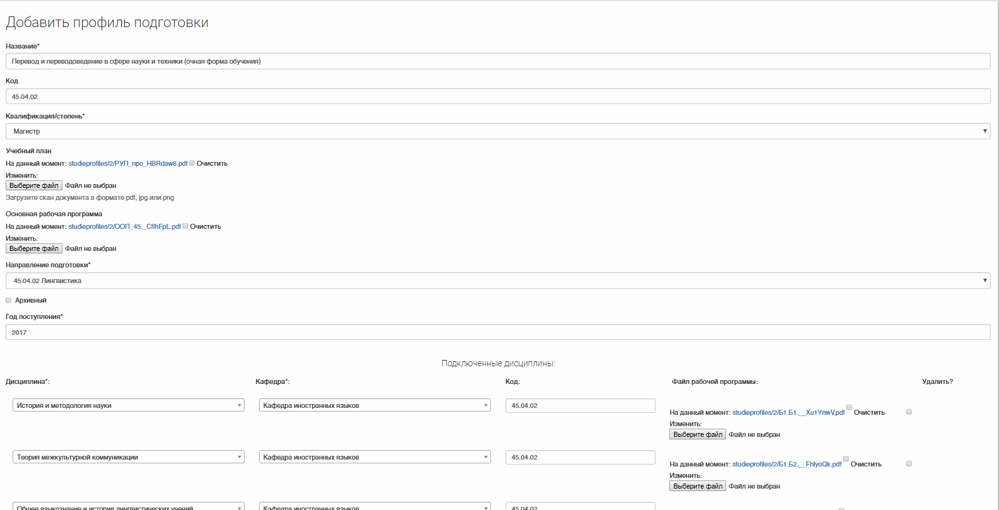 Добавить профиль подготовки
Название*
Перевод и переводоведение в сфере науки и техники (очная форма обучения)
Код
45.04.02
Квалификация/степень*
Магистр
Учебный план
На данный момент: studieprofiles/2/РУП_про_HBRdaw8.pdf Очистить
Изменить:
Выберите файл Файл не выбран
Загрузите скан документа в формате pdf, jpg или png
Основная рабочая программа
На данный момент: studieprofiles/2/ООП_45._CflhFpL.pdf Очистить
Изменить:
Выберите файл Файл не выбран
Направление подготовки*
45.04.02 Лингвистика
Архивный
Год поступления*
2017
Подключенные дисциплины:
Дисциплина*: Кафедра*: Код: Файл рабочей программы: Удалить?
История и методология науки Кафедра иностранных языков 45.04.02
На данный момент: studieprofiles/2/Б1.Б1.__Xu1YnwV.pdf Очистить
Изменить:
Выберите файл Файл не выбран
Теория межкультурной коммуникации Кафедра иностранных языков 45.04.02
На данный момент: studieprofiles/2/Б1.Б2.__FhlyoQk.pdf Очистить
Изменить:
Выберите файл Файл не выбран
Общее языкознание и история лингвистических учений Кафедра иностранных языков 45.04.02